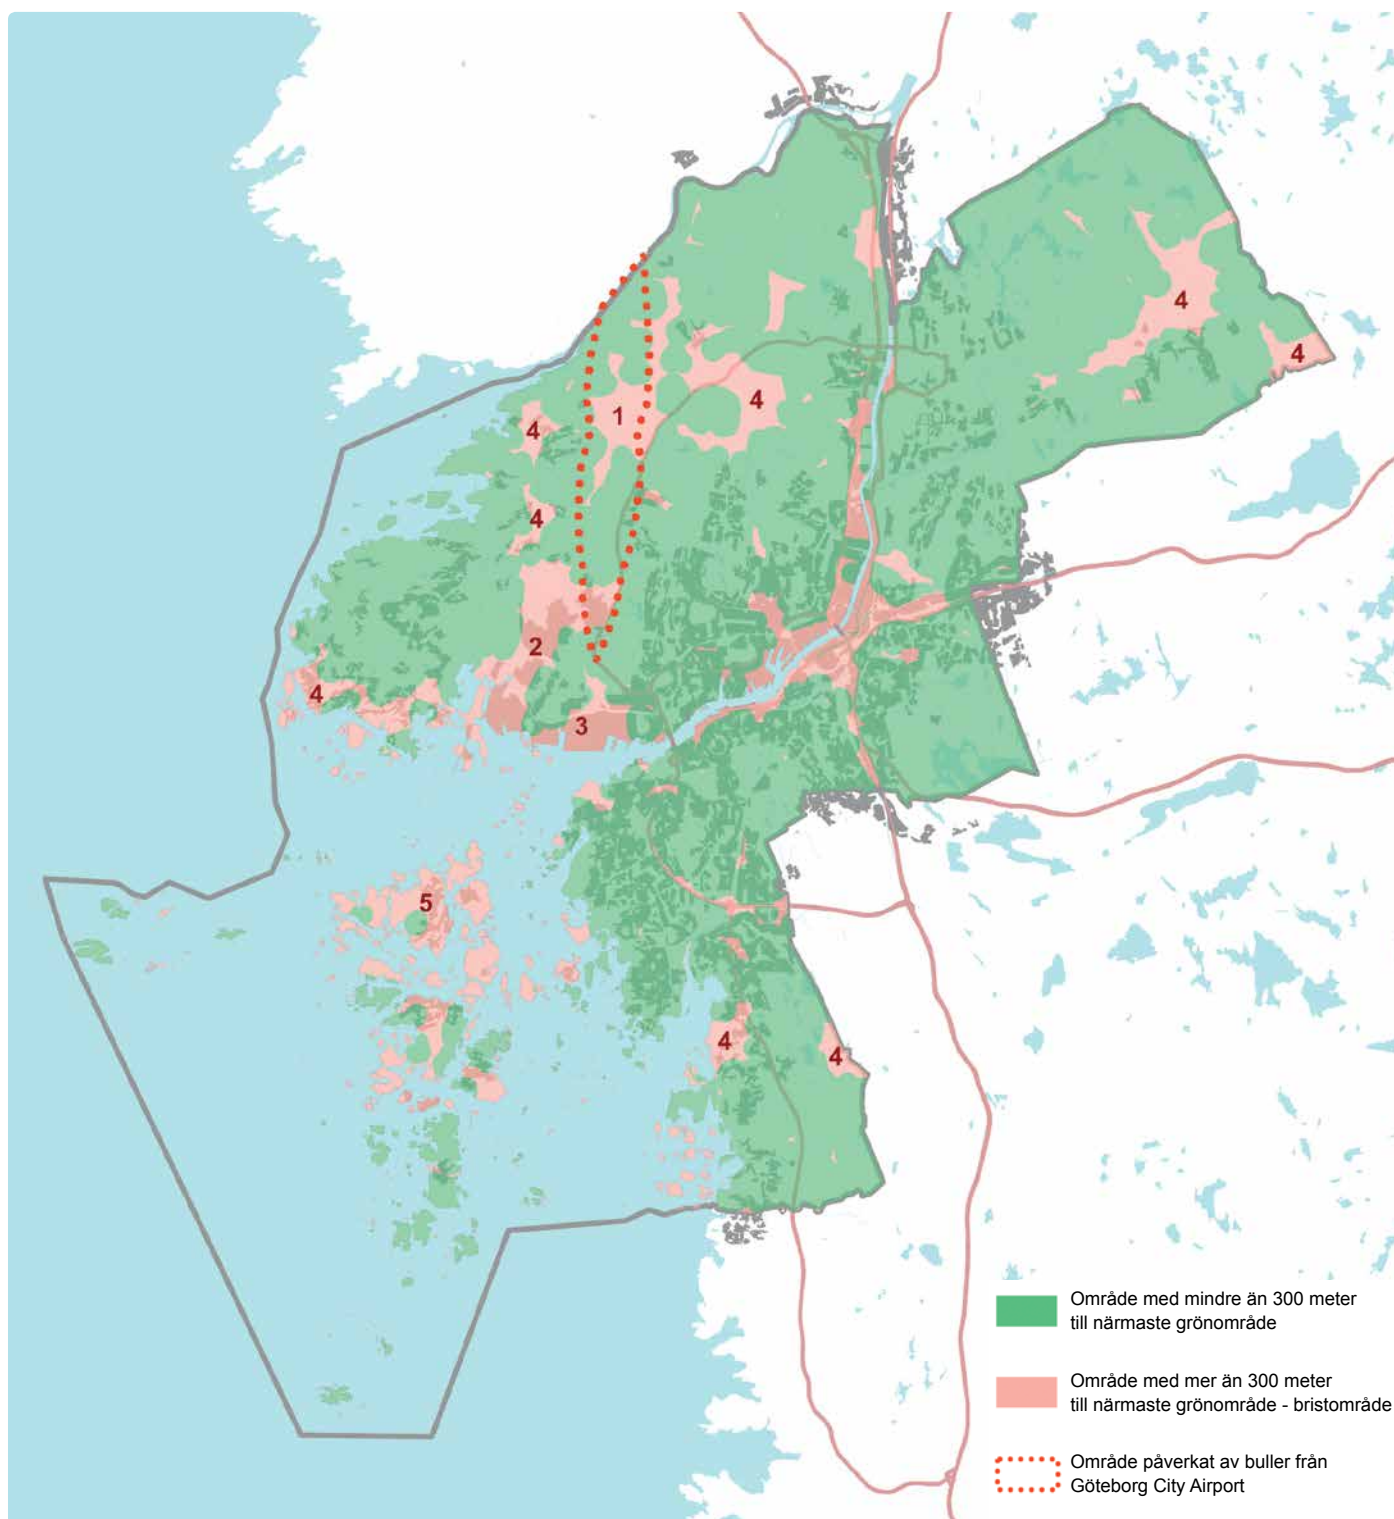 4
4
1
4
4
4
2
4
3
5
4
4
Område med mindre än 300 meter
till närmaste grönområde
Område med mer än 300 meter
till närmaste grönområde - bristområde
Område påverkat av buller från
Göteborg City Airport